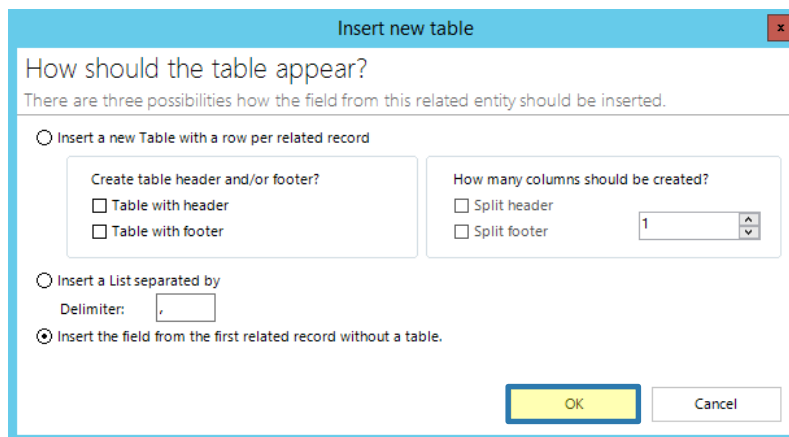 Insert new table
x
How should the table appear?
There are three possibilities how the field from this related entity should be inserted.
Insert a new Table with a row per related record
Create table header and/or footer?
Table with header
Table with footer
How many columns should be created?
Split header
Split footer
1
Insert a List separated by
Delimiter: ,
Insert the field from the first related record without a table.
OK Cancel